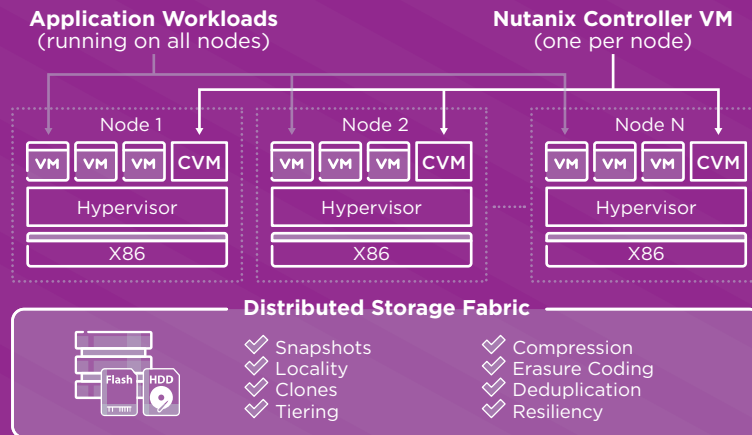 Application Workloads
(running on all nodes)
Nutanix Controller VM
(one per node)
Node 1
VM VM VM CVM
Hypervisor
X86
Node 2
VM VM VM CVM
Hypervisor
X86
Node N
VM VM VM CVM
Hypervisor
X86
Distributed Storage Fabric
Flash HDD
Snapshots
Locality
Clones
Tiering
Compression
Erasure Coding
Deduplication
Resiliency